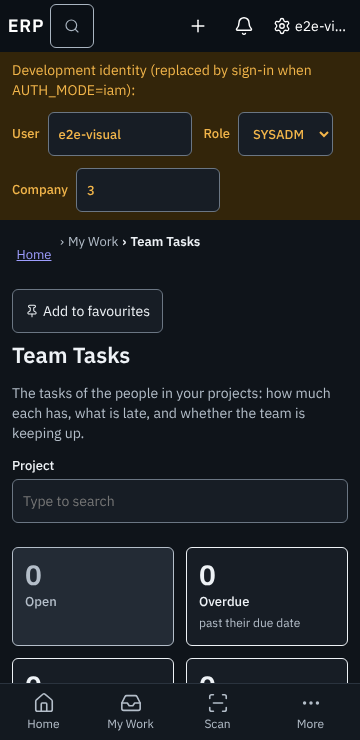 ERP
e2e-vi...
Development identity (replaced by sign-in when
AUTH_MODE=iam):
User e2e-visual Role SYSADM
Company 3
Home › My Work › Team Tasks
Add to favourites
Team Tasks
The tasks of the people in your projects: how much
each has, what is late, and whether the team is
keeping up.
Project
Type to search
0 0
Open Overdue
past their due date
0 0
Home My Work Scan More